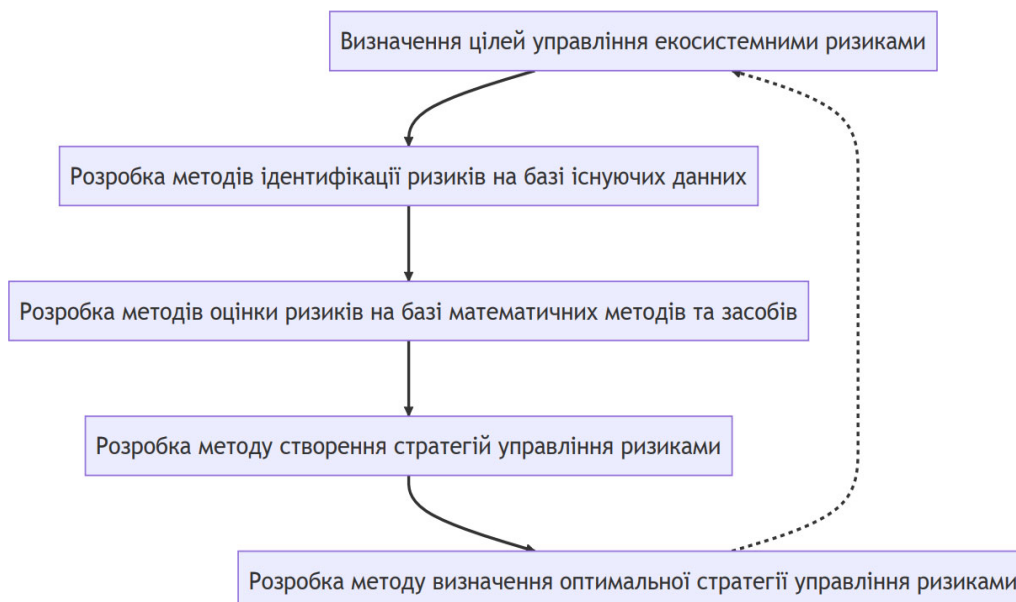 Визначення цілей управління екосистемними ризиками
Розробка методів ідентифікації ризиків на базі існуючих данних
Розробка методів оцінки ризиків на базі математичних методів та засобів
Розробка методу створення стратегій управління ризиками
Розробка методу визначення оптимальної стратегії управління ризиками